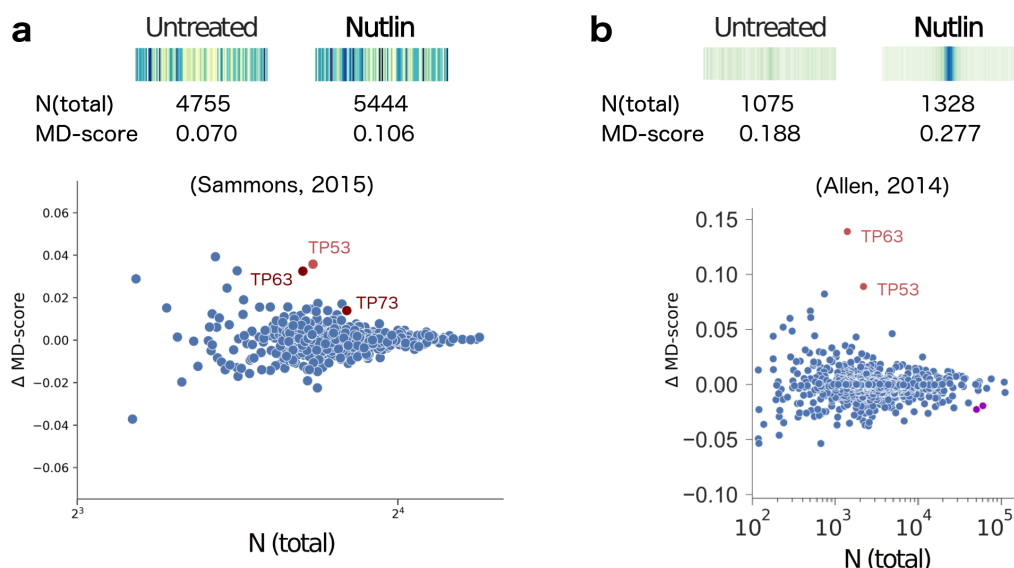 a
Untreated Nutlin
N(total) 4755 5444
MD-score 0.070 0.106
(Sammons, 2015)
0.06
0.04
0.02
0.00
−0.02
−0.04
−0.06
Δ MD-score
TP53
TP63
TP73
2³ 2⁴
N (total)
b
Untreated Nutlin
N(total) 1075 1328
MD-score 0.188 0.277
(Allen, 2014)
0.15
0.10
0.05
0.00
−0.05
−0.10
Δ MD-score
TP63
TP53
10² 10³ 10⁴ 10⁵
N (total)